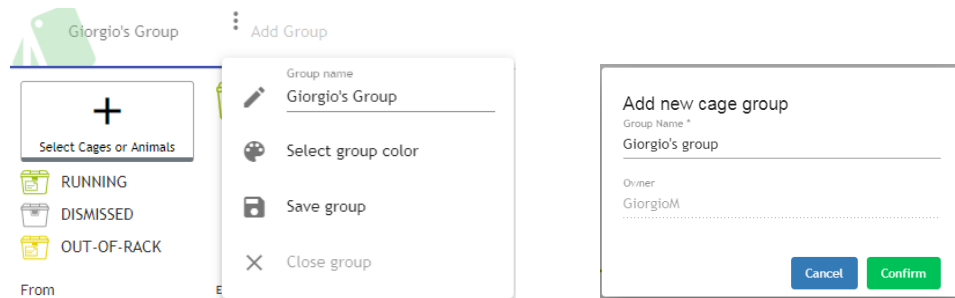 Giorgio's Group
Add Group
Group name
Giorgio's Group
Select group color
Save group
Close group
Select Cages or Animals
RUNNING
DISMISSED
OUT-OF-RACK
From
E
Add new cage group
Group Name *
Giorgio's group
Owner
GiorgioM
Cancel
Confirm